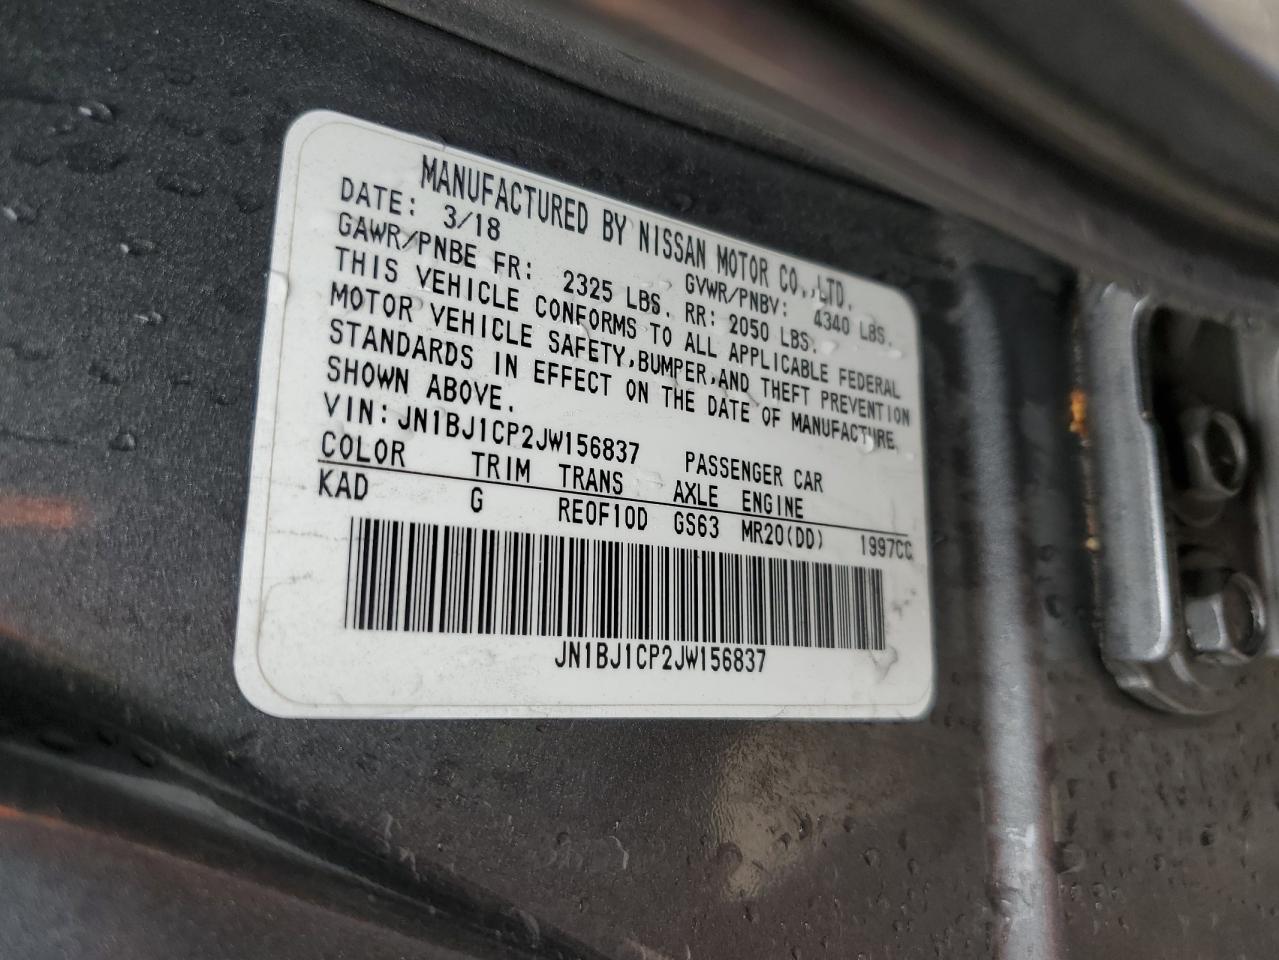 MANUFACTURED BY NISSAN MOTOR CO.,LTD.
DATE: 3/18 GVWR/PNBV: 4340 LBS.
GAWR/PNBE FR: 2325 LBS. RR: 2050 LBS.
THIS VEHICLE CONFORMS TO ALL APPLICABLE FEDERAL
MOTOR VEHICLE SAFETY,BUMPER,AND THEFT PREVENTION
STANDARDS IN EFFECT ON THE DATE OF MANUFACTURE
SHOWN ABOVE.
VIN: JN1BJ1CP2JW156837 PASSENGER CAR
COLOR TRIM TRANS AXLE ENGINE
KAD G RE0F10D GS63 MR20(DD) 1997CC
JN1BJ1CP2JW156837